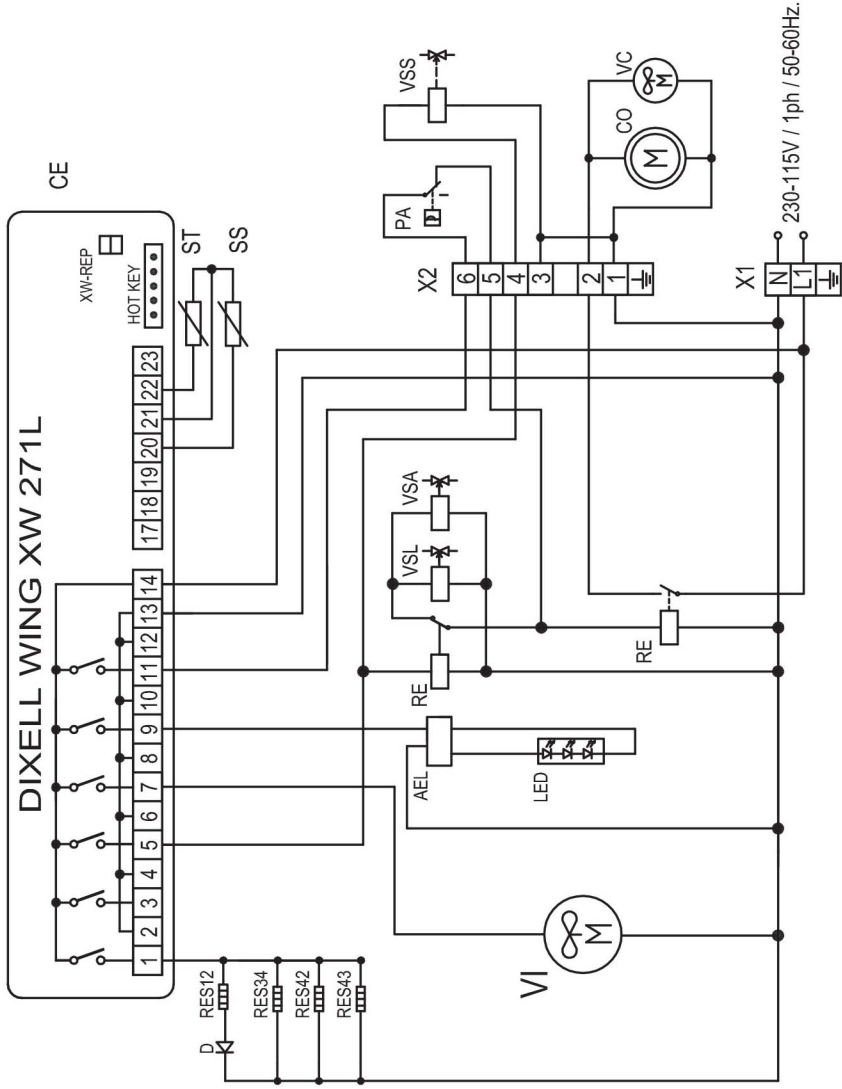 DIXELL WING XW 271L
CE
XW-REP
HOT KEY
1 2 3 4 5 6 7 8 9 10 11 12 13 14
17 18 19 20 21 22 23
ST
SS
RES12
D
RES34
RES42
RES43
VI
M
AEL
LED
RE
VSL
VSA
RE
PA
P
VSS
X2
6
5
4
3
2
1
CO
M
VC
M
X1
N
L1
230-115V / 1ph / 50-60Hz.